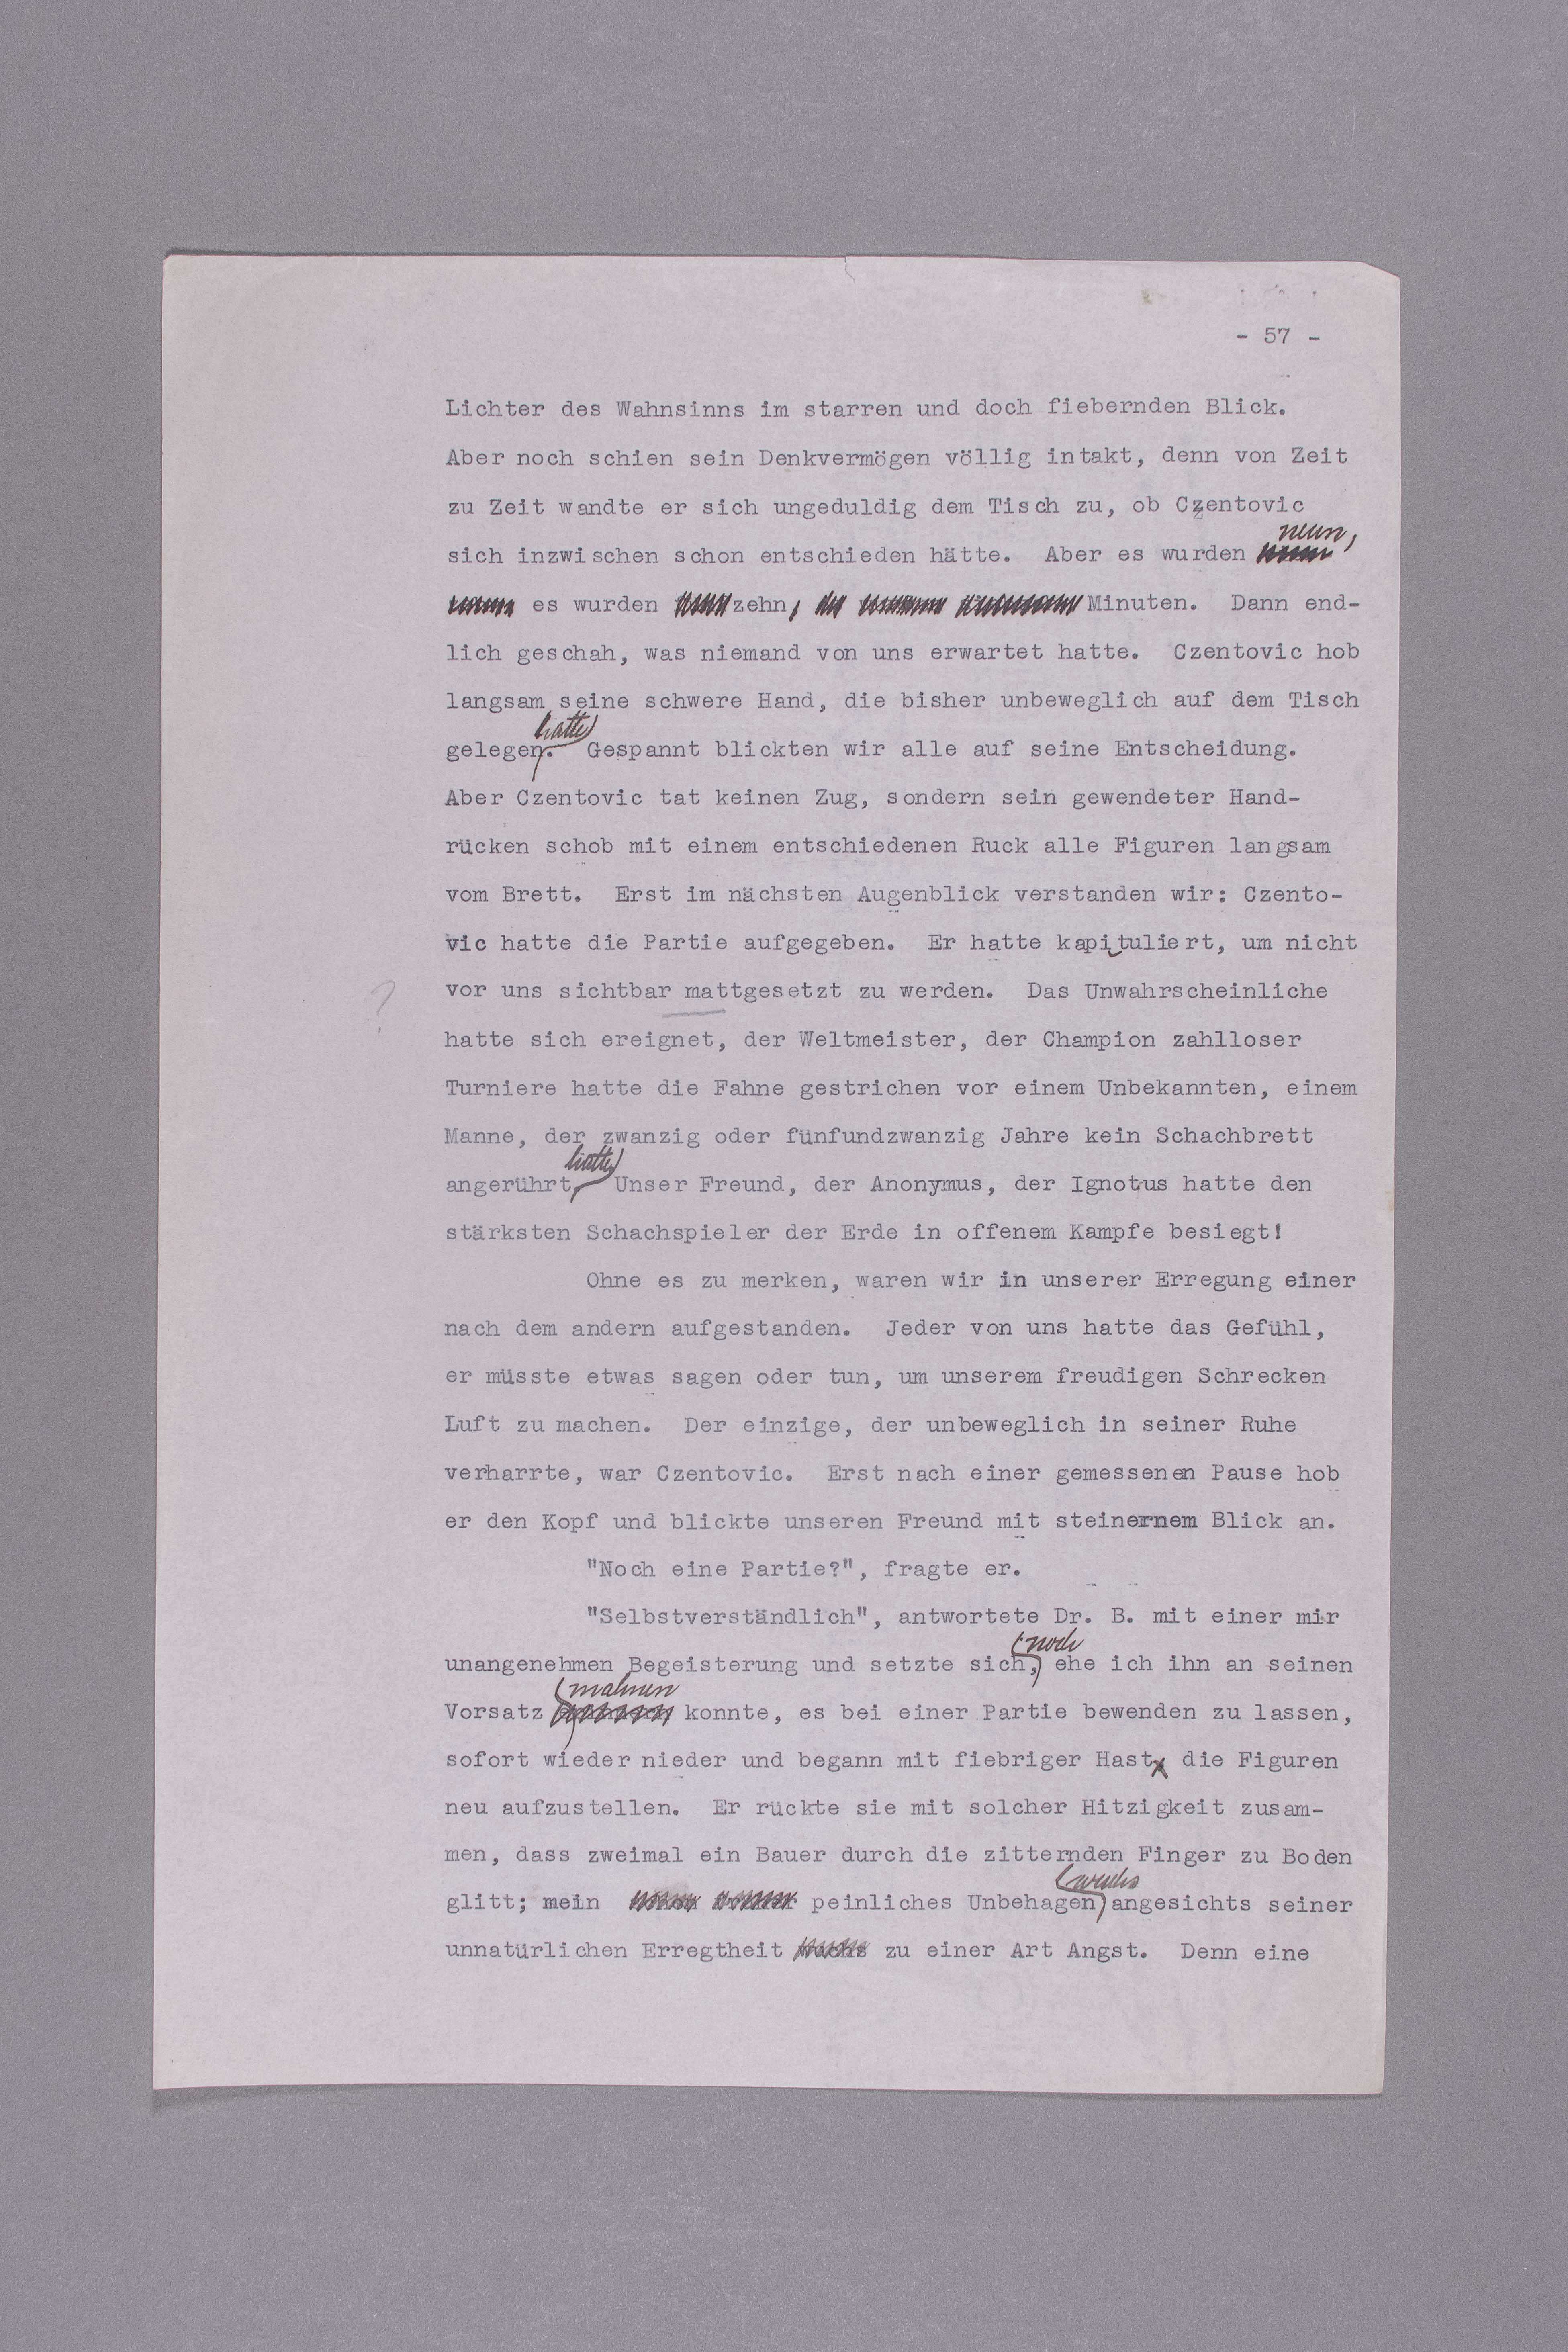 - 57 -
Lichter des Wahnsinns im starren und doch fiebernden Blick.
Aber noch schien sein Denkvermögen völlig intakt, denn von Zeit
zu Zeit wandte er sich ungeduldig dem Tisch zu, ob Czentovic
neun,
sich inzwischen schon entschieden hätte. Aber es wurden
es wurden zehn, Minuten. Dann end-
lich geschah, was niemand von uns erwartet hatte. Czentovic hob
langsam seine schwere Hand, die bisher unbeweglich auf dem Tisch
hatte
gelegen. Gespannt blickten wir alle auf seine Entscheidung.
Aber Czentovic tat keinen Zug, sondern sein gewendeter Hand-
rücken schob mit einem entschiedenen Ruck alle Figuren langsam
vom Brett. Erst im nächsten Augenblick verstanden wir: Czento-
vic hatte die Partie aufgegeben. Er hatte kapituliert, um nicht
? vor uns sichtbar mattgesetzt zu werden. Das Unwahrscheinliche
hatte sich ereignet, der Weltmeister, der Champion zahlloser
Turniere hatte die Fahne gestrichen vor einem Unbekannten, einem
Manne, der zwanzig oder fünfundzwanzig Jahre kein Schachbrett
hatte
angerührt. Unser Freund, der Anonymus, der Ignotus hatte den
stärksten Schachspieler der Erde in offenem Kampfe besiegt!
Ohne es zu merken, waren wir in unserer Erregung einer
nach dem andern aufgestanden. Jeder von uns hatte das Gefühl,
er müsste etwas sagen oder tun, um unserem freudigen Schrecken
Luft zu machen. Der einzige, der unbeweglich in seiner Ruhe
verharrte, war Czentovic. Erst nach einer gemessenen Pause hob
er den Kopf und blickte unseren Freund mit steinernem Blick an.
"Noch eine Partie?", fragte er.
"Selbstverständlich", antwortete Dr. B. mit einer mir
noch
unangenehmen Begeisterung und setzte sich, ehe ich ihn an seinen
mahnen
Vorsatz konnte, es bei einer Partie bewenden zu lassen,
sofort wieder nieder und begann mit fiebriger Hast die Figuren
neu aufzustellen. Er rückte sie mit solcher Hitzigkeit zusam-
men, dass zweimal ein Bauer durch die zitternden Finger zu Boden
wuchs
glitt; mein peinliches Unbehagen angesichts seiner
unnatürlichen Erregtheit zu einer Art Angst. Denn eine